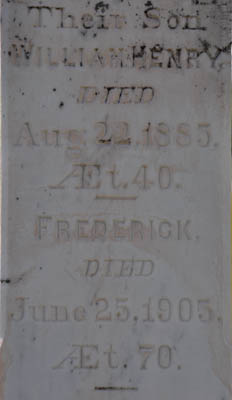 Their Son
WILLIAM HENRY
DIED
Aug. 22, 1885.
Æt. 40.
FREDERICK.
DIED
June 25, 1905.
Æt. 70.